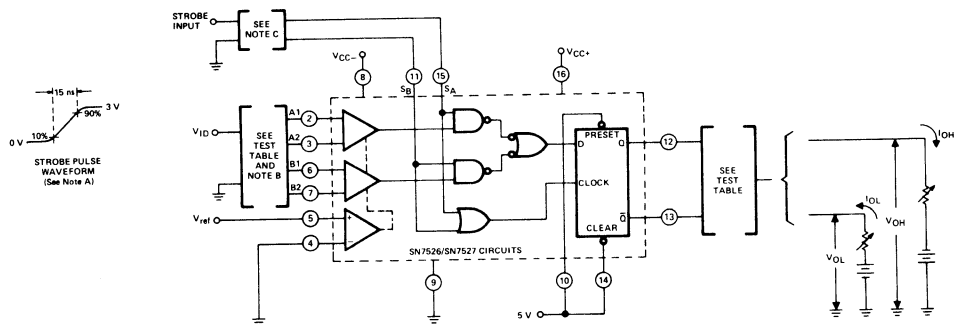 STROBE
INPUT
SEE
NOTE C
VCC−
8
11
15
16
VCC+
SB
SA
15 ns
3 V
90%
10%
0 V
STROBE PULSE
WAVEFORM
(See Note A)
VID
SEE
TEST
TABLE
AND
NOTE B
A1
2
A2
3
B1
6
B2
7
Vref
5
+
4
−
PRESET
D
Q
CLOCK
Q̄
CLEAR
12
13
SEE
TEST
TABLE
IOH
IOL
VOH
VOL
SN7526/SN7527 CIRCUITS
9
10
14
5 V